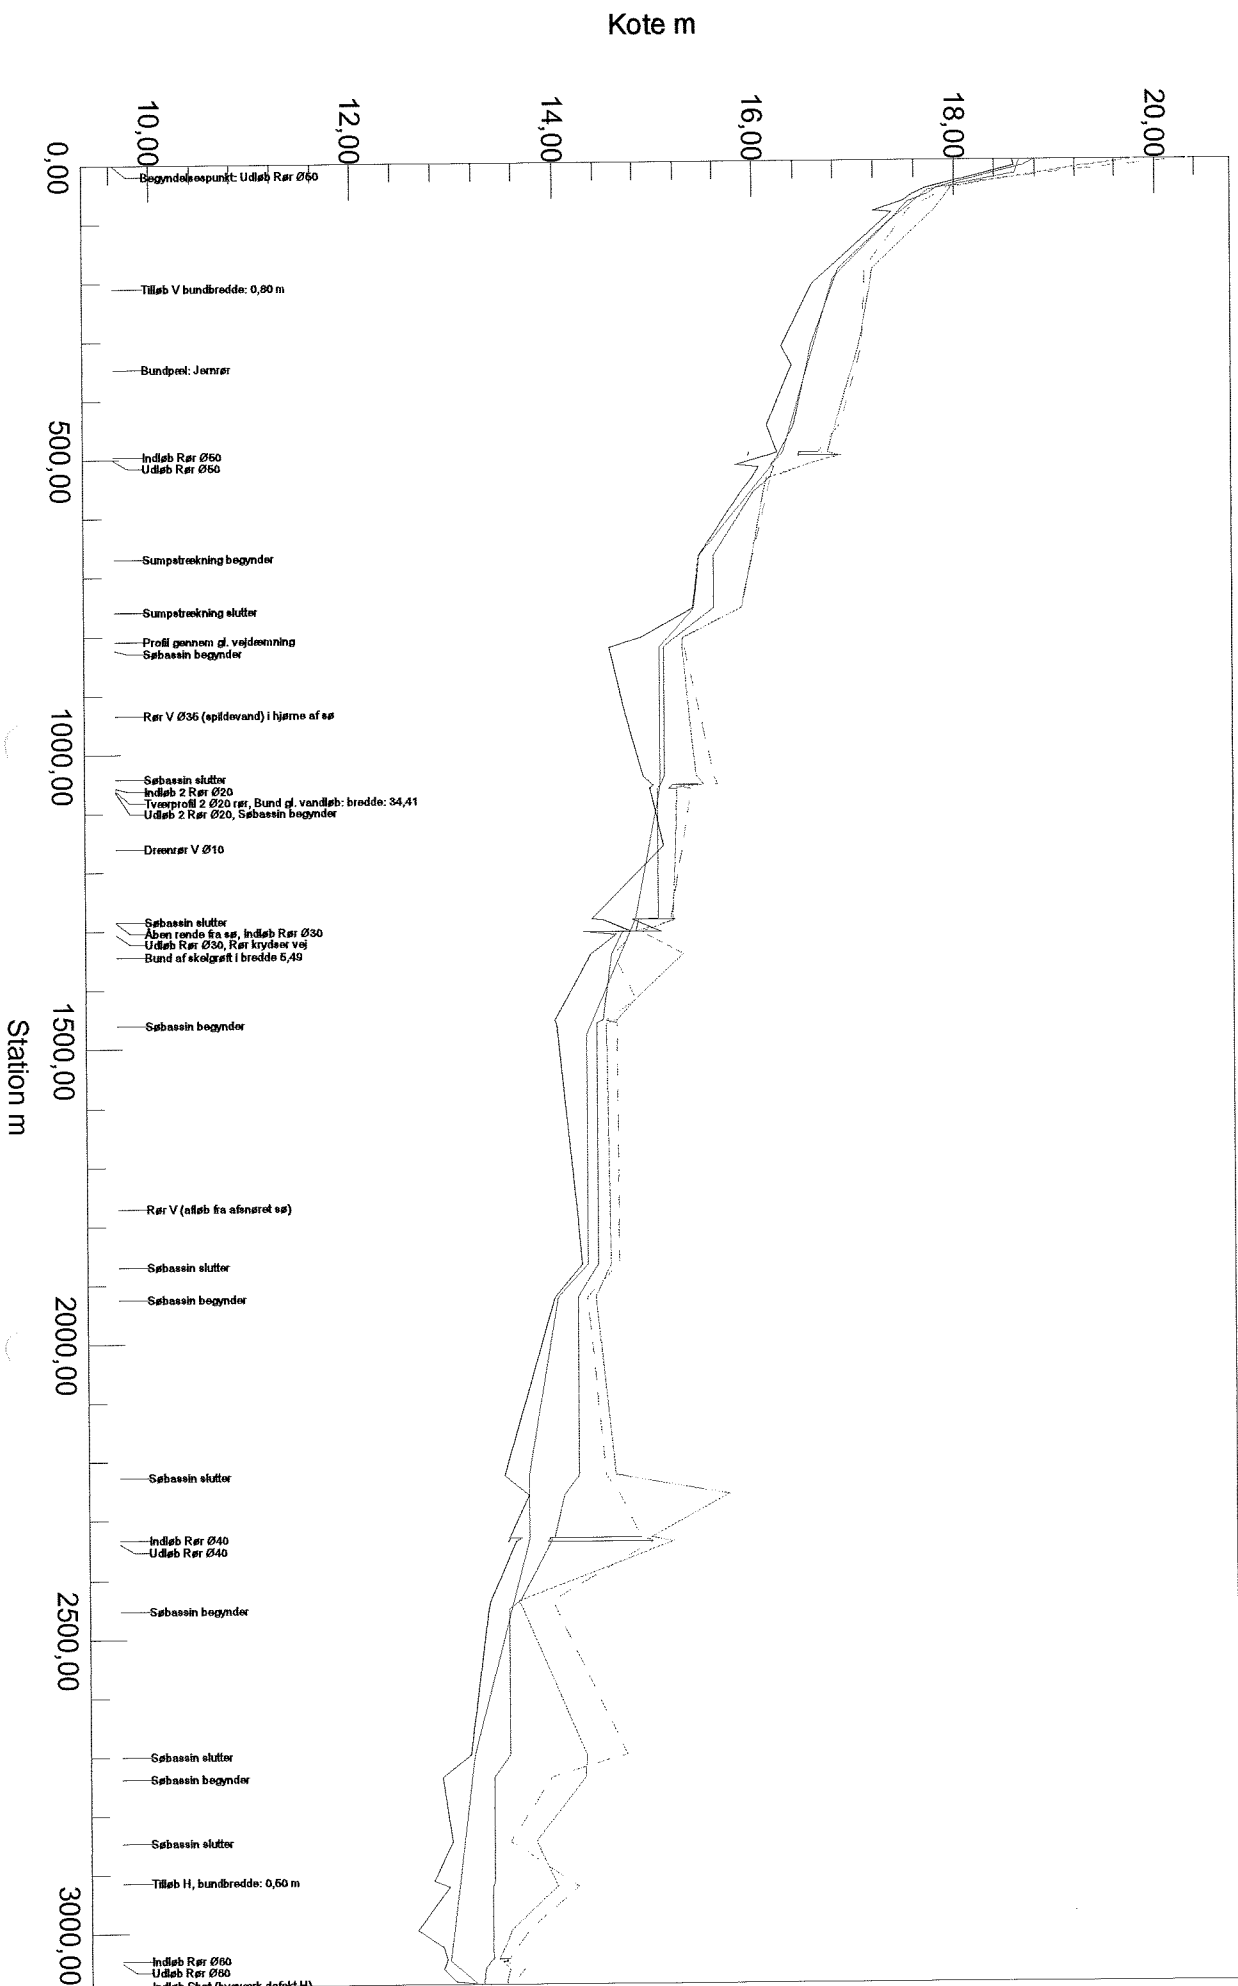 Kote m
10,00
12,00
14,00
16,00
18,00
20,00
0,00
500,00
1000,00
1500,00
2000,00
2500,00
3000,00
Station m
Begyndelsespunkt: Udløb Rør Ø60
Tilløb V bundbredde: 0,80 m
Bundpæl: Jernrør
Indløb Rør Ø60
Udløb Rør Ø60
Sumpstrækning begynder
Sumpstrækning slutter
Profil gennem gl. vejdæmning
Søbassin begynder
Rør V Ø35 (spildevand) i hjørne af sø
Søbassin slutter
Indløb 2 Rør Ø20
Tværprofil 2 Ø20 rør, Bund gl. vandløb: bredde: 34,41
Udløb 2 Rør Ø20, Søbassin begynder
Drænrør V Ø10
Søbassin slutter
Åben rende fra sø, Indløb Rør Ø30
Udløb Rør Ø30, Rør krydser vej
Bund af skelgrøft i bredde 5,49
Søbassin begynder
Rør V (afløb fra afsnøret sø)
Søbassin slutter
Søbassin begynder
Søbassin slutter
Indløb Rør Ø40
Udløb Rør Ø40
Søbassin begynder
Søbassin slutter
Søbassin begynder
Søbassin slutter
Tilløb H, bundbredde: 0,50 m
Indløb Rør Ø60
Udløb Rør Ø60